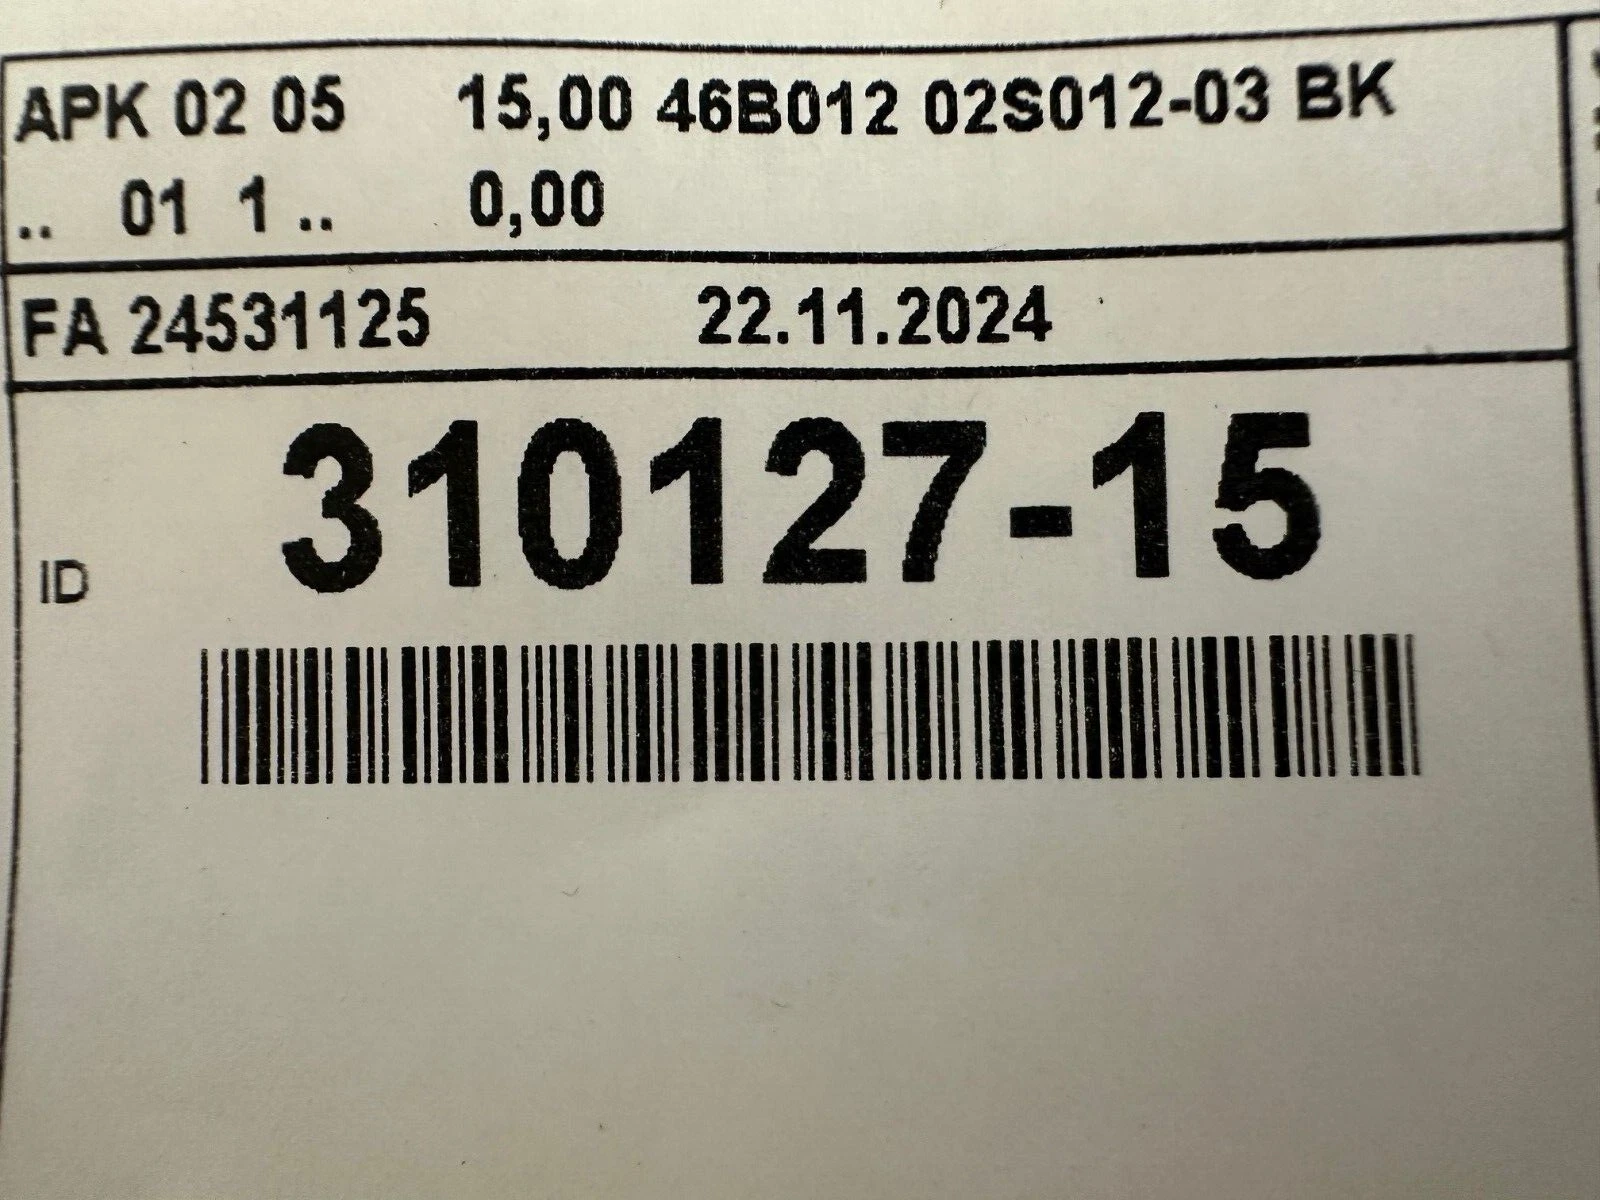 APK 02 05 15,00 46B012 02S012-03 BK
.. 01 1 .. 0,00
FA 24531125 22.11.2024
310127-15
ID